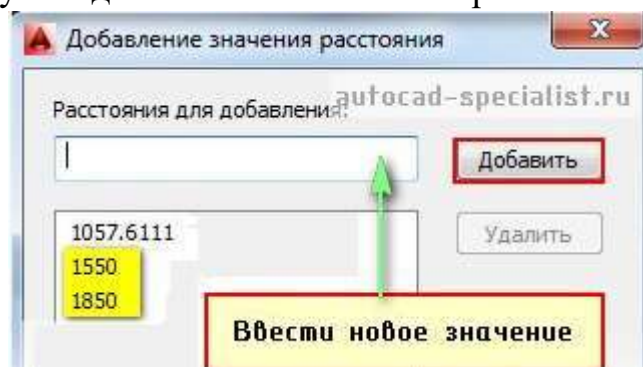 Добавление значения расстояния
autocad-specialist.ru
Расстояния для добавления:
Добавить
1057.6111
Удалить
1550
1850
Ввести новое значение